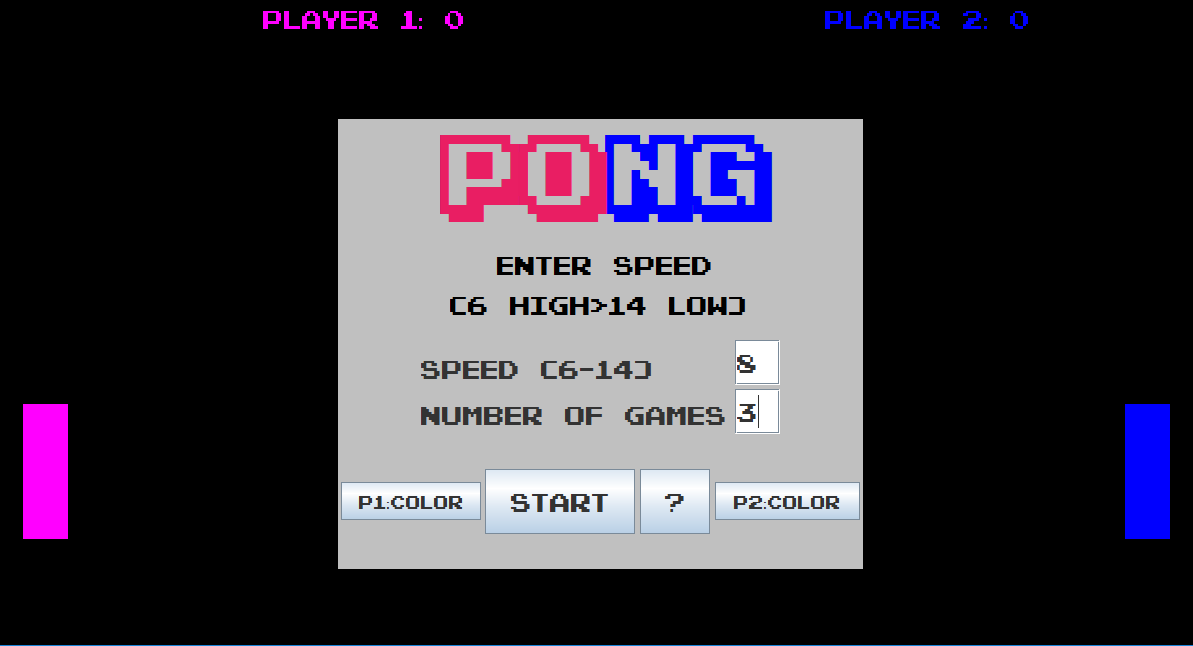 PLAYER 1: 0
PLAYER 2: 0
PONG
ENTER SPEED
(6 HIGH>14 LOW)
SPEED (6-14)
8
NUMBER OF GAMES
3
P1:COLOR
START
?
P2:COLOR